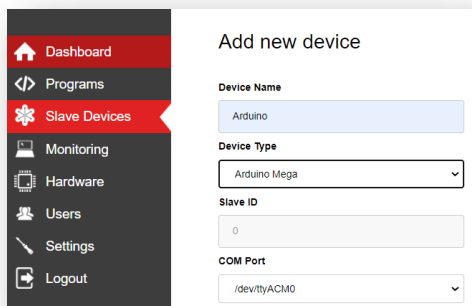 Dashboard
Programs
Slave Devices
Monitoring
Hardware
Users
Settings
Logout
Add new device
Device Name
Arduino
Device Type
Arduino Mega
Slave ID
0
COM Port
/dev/ttyACM0